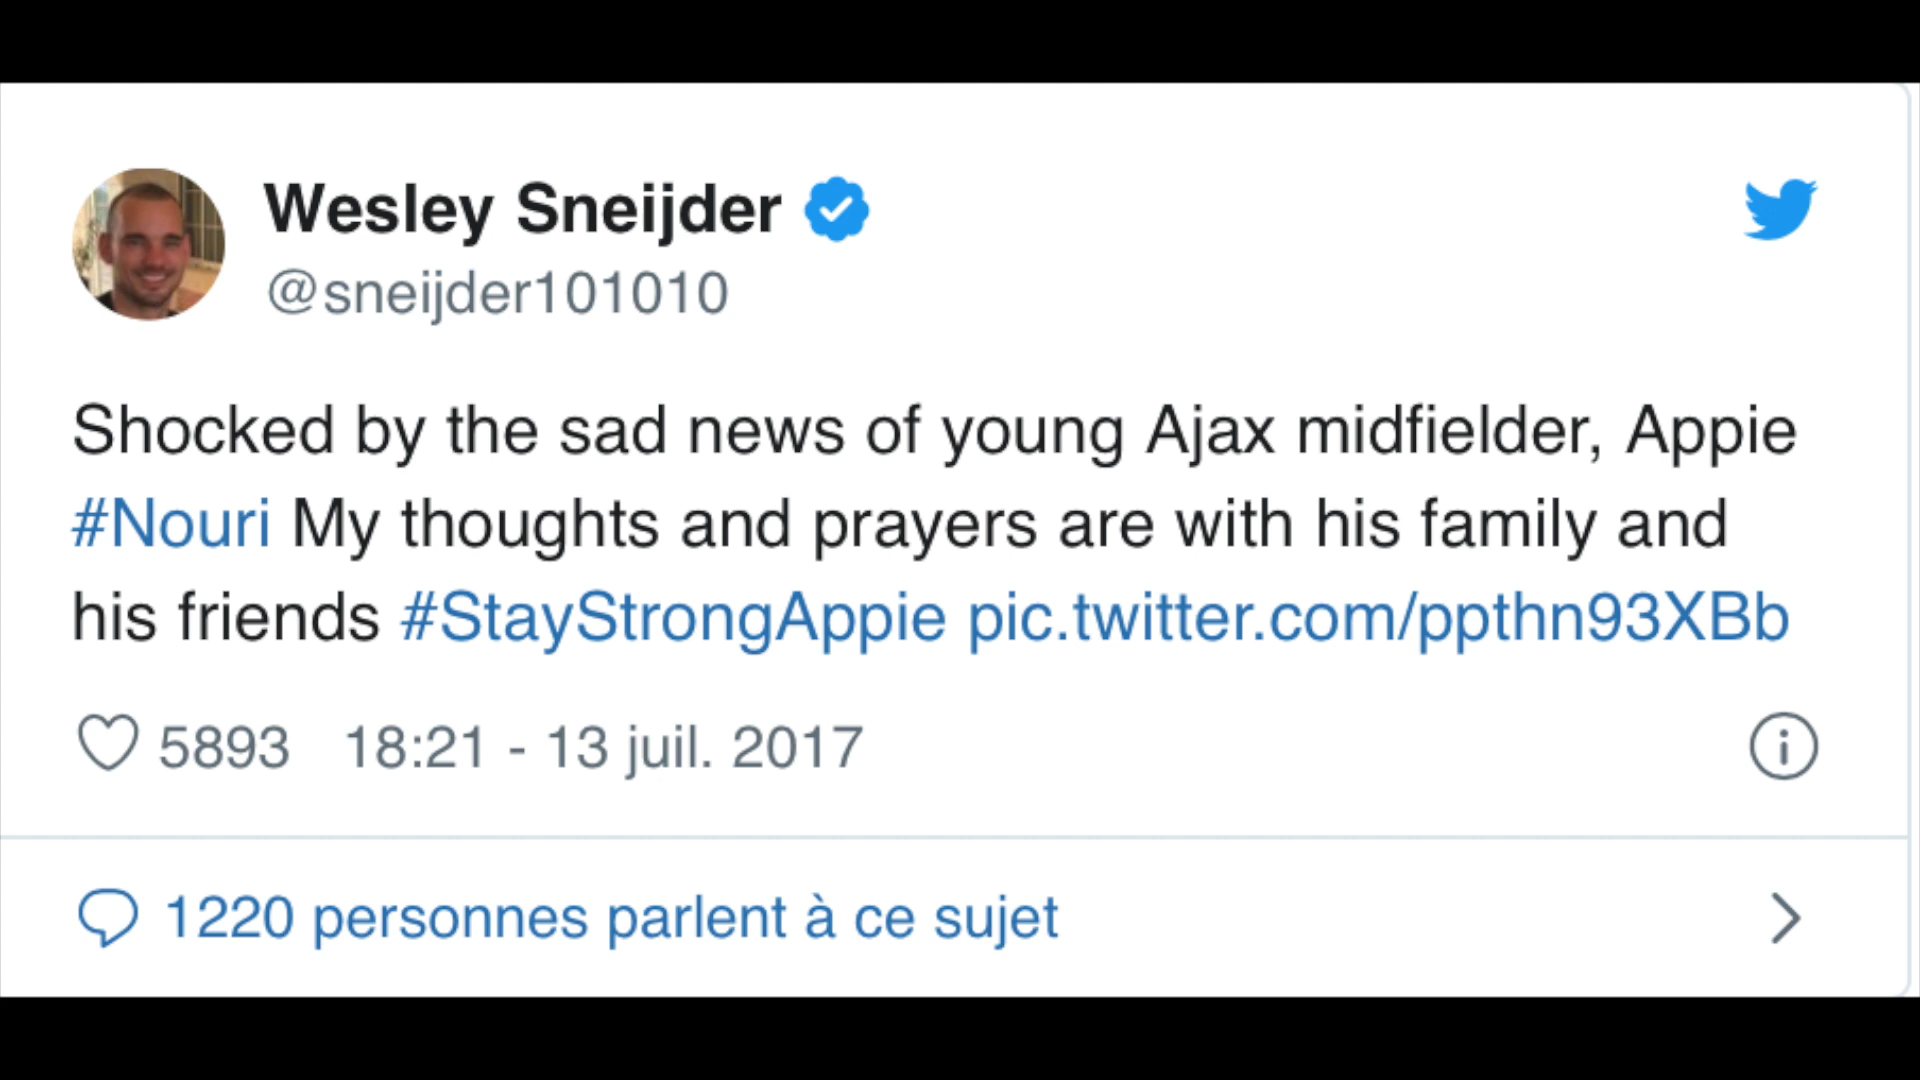 Wesley Sneijder
@sneijder101010
Shocked by the sad news of young Ajax midfielder, Appie
#Nouri My thoughts and prayers are with his family and
his friends #StayStrongAppie pic.twitter.com/ppthn93XBb
5893 18:21 - 13 juil. 2017
1220 personnes parlent à ce sujet